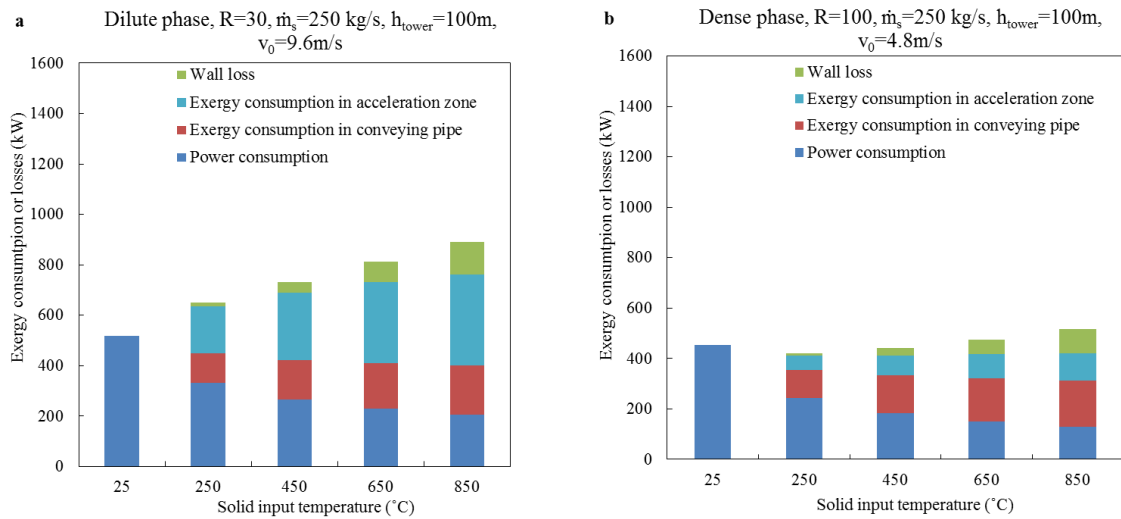 a
Dilute phase, R=30, ṁs=250 kg/s, htower=100m,
v0=9.6m/s
1600
1400
1200
1000
800
600
400
200
0
Exergy consumtpion or losses (kW)
Wall loss
Exergy consumption in acceleration zone
Exergy consumption in conveying pipe
Power consumption
25
250
450
650
850
Solid input temperature (˚C)
b
Dense phase, R=100, ṁs=250 kg/s, htower=100m,
v0=4.8m/s
1600
1400
1200
1000
800
600
400
200
0
Exergy consumtpion or losses (kW)
Wall loss
Exergy consumption in acceleration zone
Exergy consumption in conveying pipe
Power consumption
25
250
450
650
850
Solid input temperature (˚C)